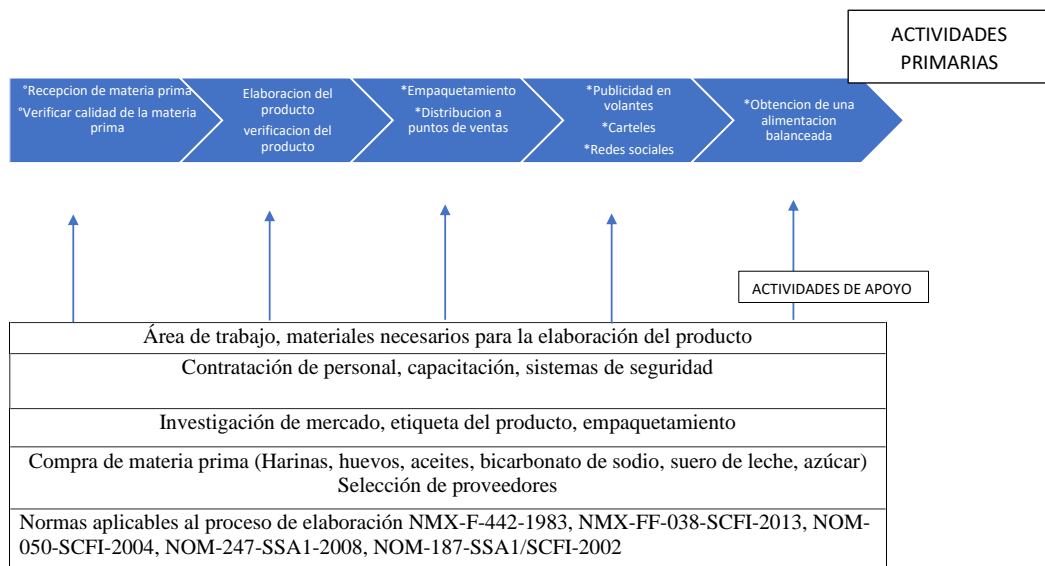 ACTIVIDADES
PRIMARIAS
°Recepcion de materia prima
°Verificar calidad de la materia
prima
Elaboracion del
producto
verificacion del
producto
*Empaquetamiento
*Distribucion a
puntos de ventas
*Publicidad en
volantes
*Carteles
*Redes sociales
*Obtencion de una
alimentacion
balanceada
ACTIVIDADES DE APOYO
Área de trabajo, materiales necesarios para la elaboración del producto
Contratación de personal, capacitación, sistemas de seguridad
Investigación de mercado, etiqueta del producto, empaquetamiento
Compra de materia prima (Harinas, huevos, aceites, bicarbonato de sodio, suero de leche, azúcar)
Selección de proveedores
Normas aplicables al proceso de elaboración NMX-F-442-1983, NMX-FF-038-SCFI-2013, NOM-
050-SCFI-2004, NOM-247-SSA1-2008, NOM-187-SSA1/SCFI-2002